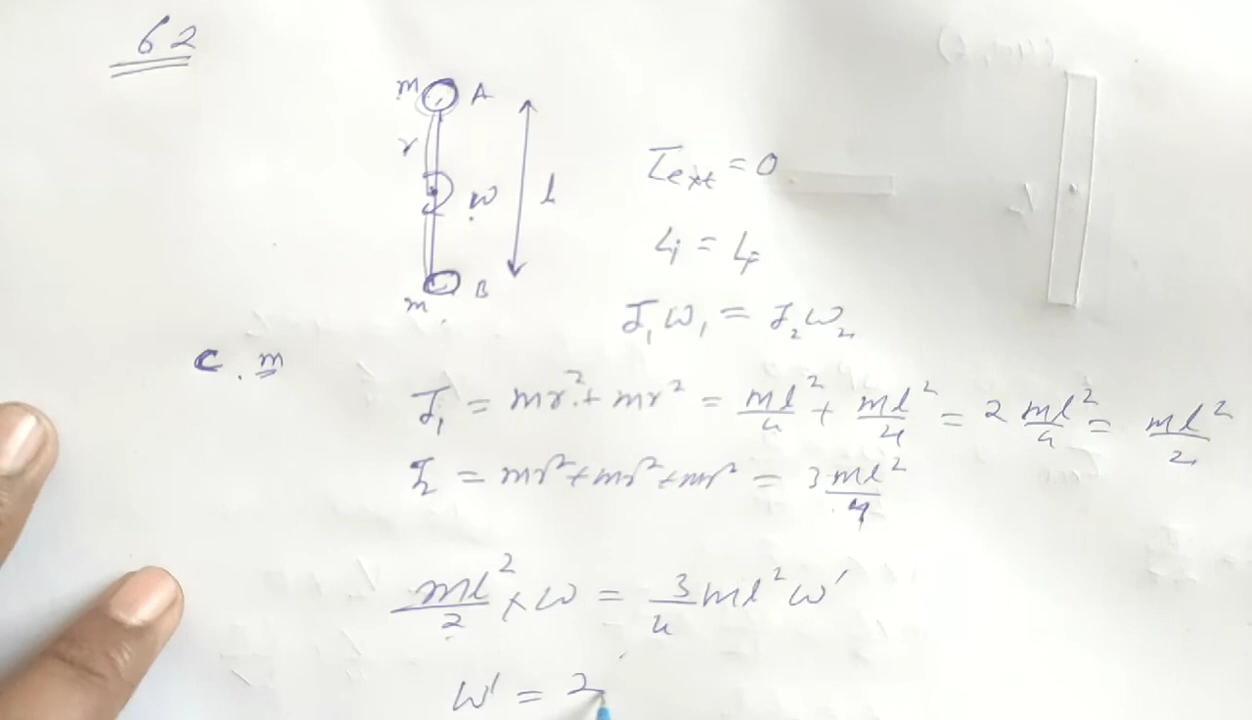 62
m A
r
ω l
m B
τext = 0
Li = Lf
I₁ω₁ = I₂ω₂
C.m
I₁ = mr² + mr² = ml²/4 + ml²/4 = 2 ml²/4 = ml²/2
I₂ = mr² + mr² + mr² = 3 ml²/4
ml²/2 × ω = 3/4 ml² ω'
ω' = 2